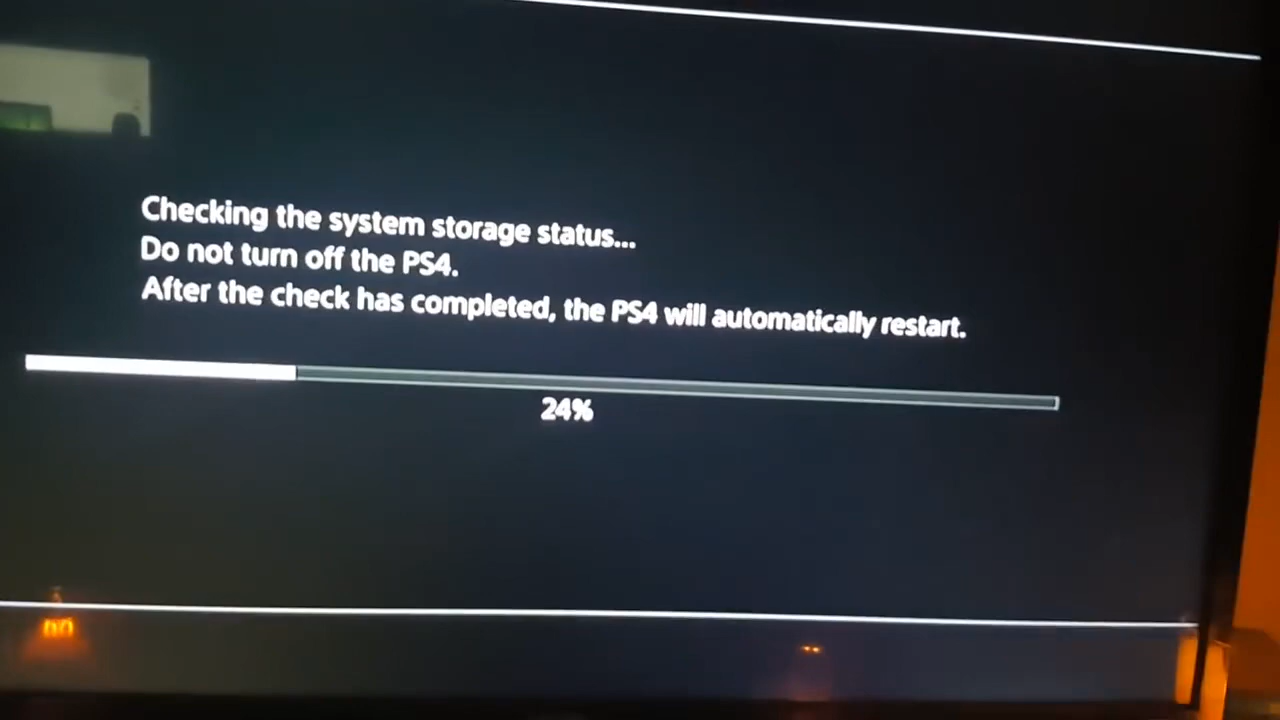 Checking the system storage status...
Do not turn off the PS4.
After the check has completed, the PS4 will automatically restart.
24%